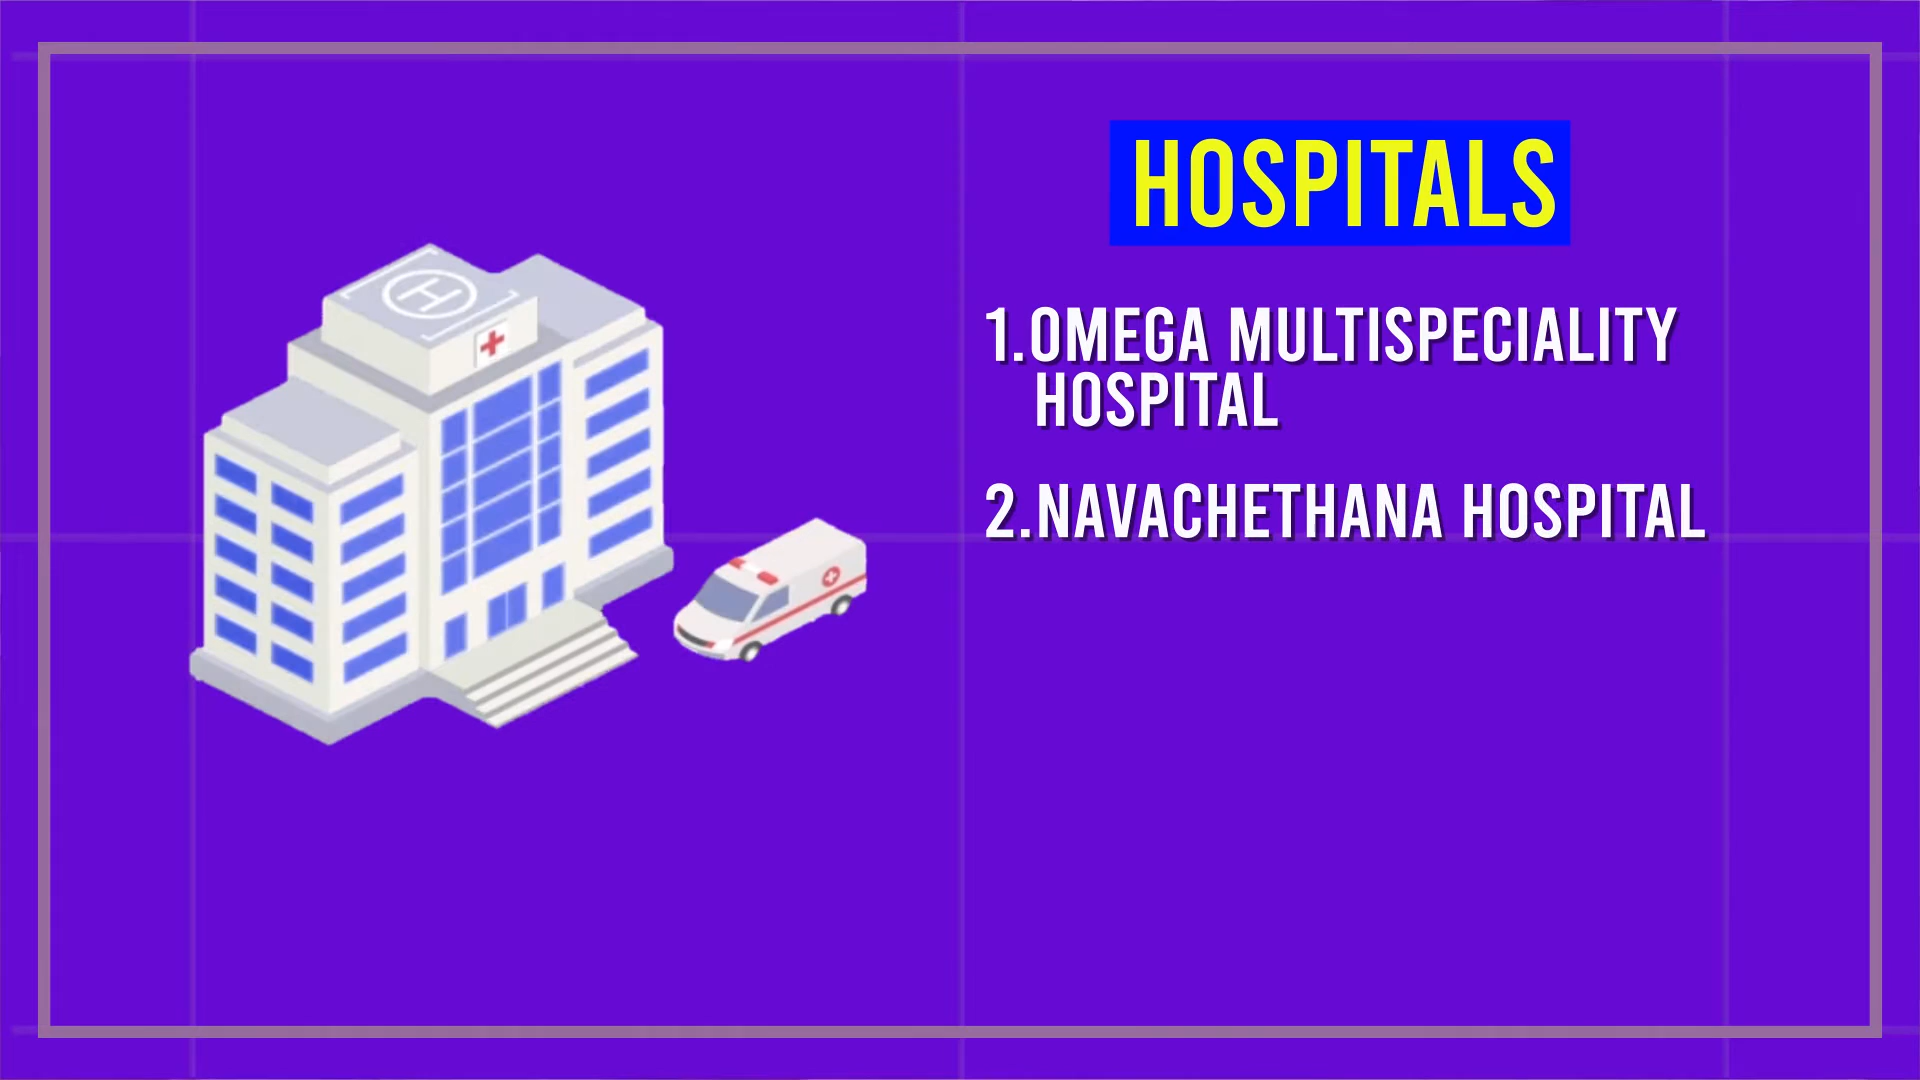 HOSPITALS
1.OMEGA MULTISPECIALITY
HOSPITAL
2.NAVACHETHANA HOSPITAL
H